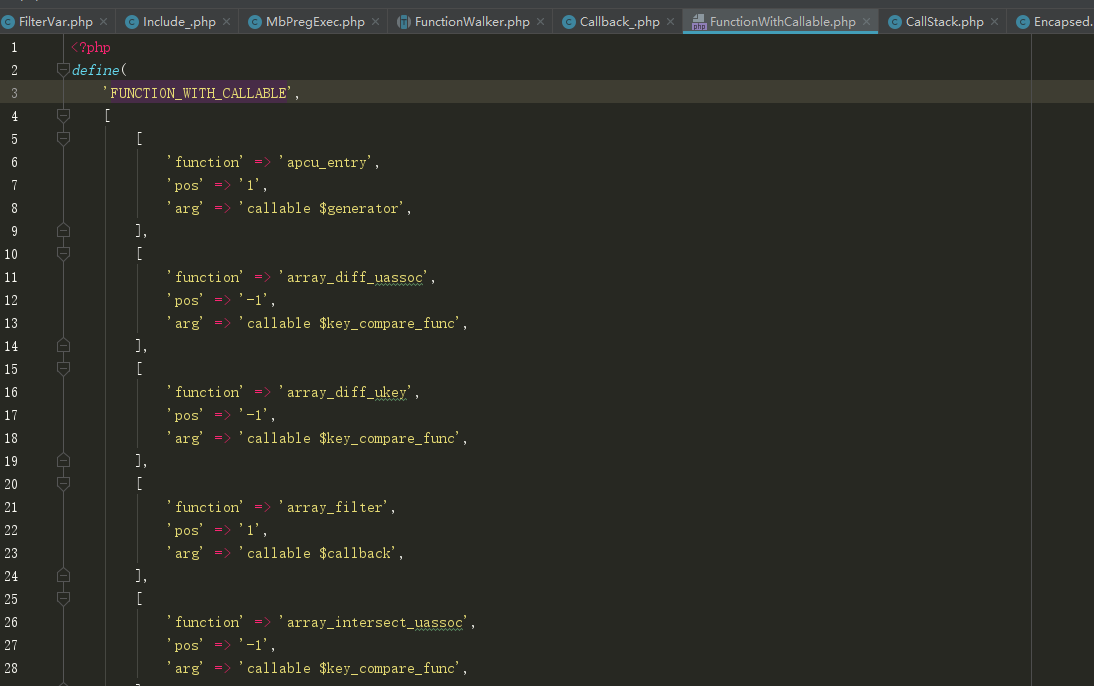 FilterVar.php Include_.php MbPregExec.php FunctionWalker.php Callback_.php FunctionWithCallable.php CallStack.php Encapsed.
1 <?php
2 define(
3 'FUNCTION_WITH_CALLABLE',
4 [
5 [
6 'function' => 'apcu_entry',
7 'pos' => '1',
8 'arg' => 'callable $generator',
9 ],
10 [
11 'function' => 'array_diff_uassoc',
12 'pos' => '-1',
13 'arg' => 'callable $key_compare_func',
14 ],
15 [
16 'function' => 'array_diff_ukey',
17 'pos' => '-1',
18 'arg' => 'callable $key_compare_func',
19 ],
20 [
21 'function' => 'array_filter',
22 'pos' => '1',
23 'arg' => 'callable $callback',
24 ],
25 [
26 'function' => 'array_intersect_uassoc',
27 'pos' => '-1',
28 'arg' => 'callable $key_compare_func',